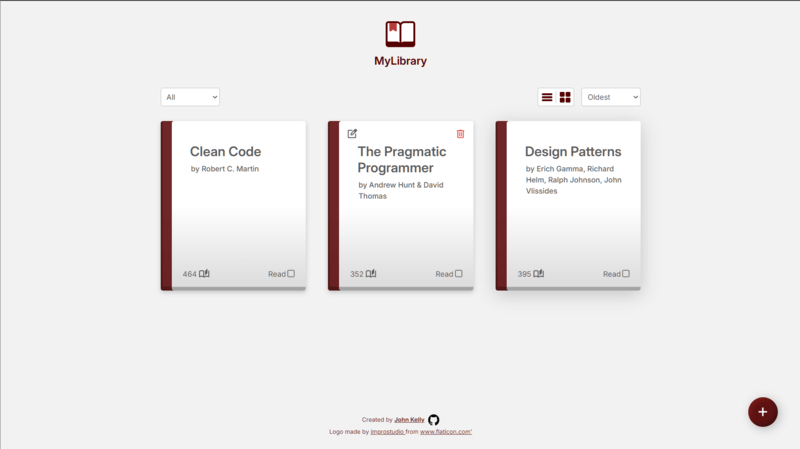 MyLibrary
All
Oldest
Clean Code
by Robert C. Martin
464
Read
The Pragmatic
Programmer
by Andrew Hunt & David
Thomas
352
Read
Design Patterns
by Erich Gamma, Richard
Helm, Ralph Johnson, John
Vlissides
395
Read
+
Created by John Kelly
Logo made by improstudio from www.flaticon.com'